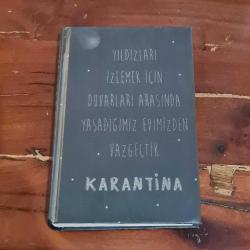 YILDIZLARI
İZLEMEK İÇİN
DUVARLARI ARASINDA
YAŞADIĞIMIZ EVİMİZDEN
VAZGEÇTİK
KARANTİNA